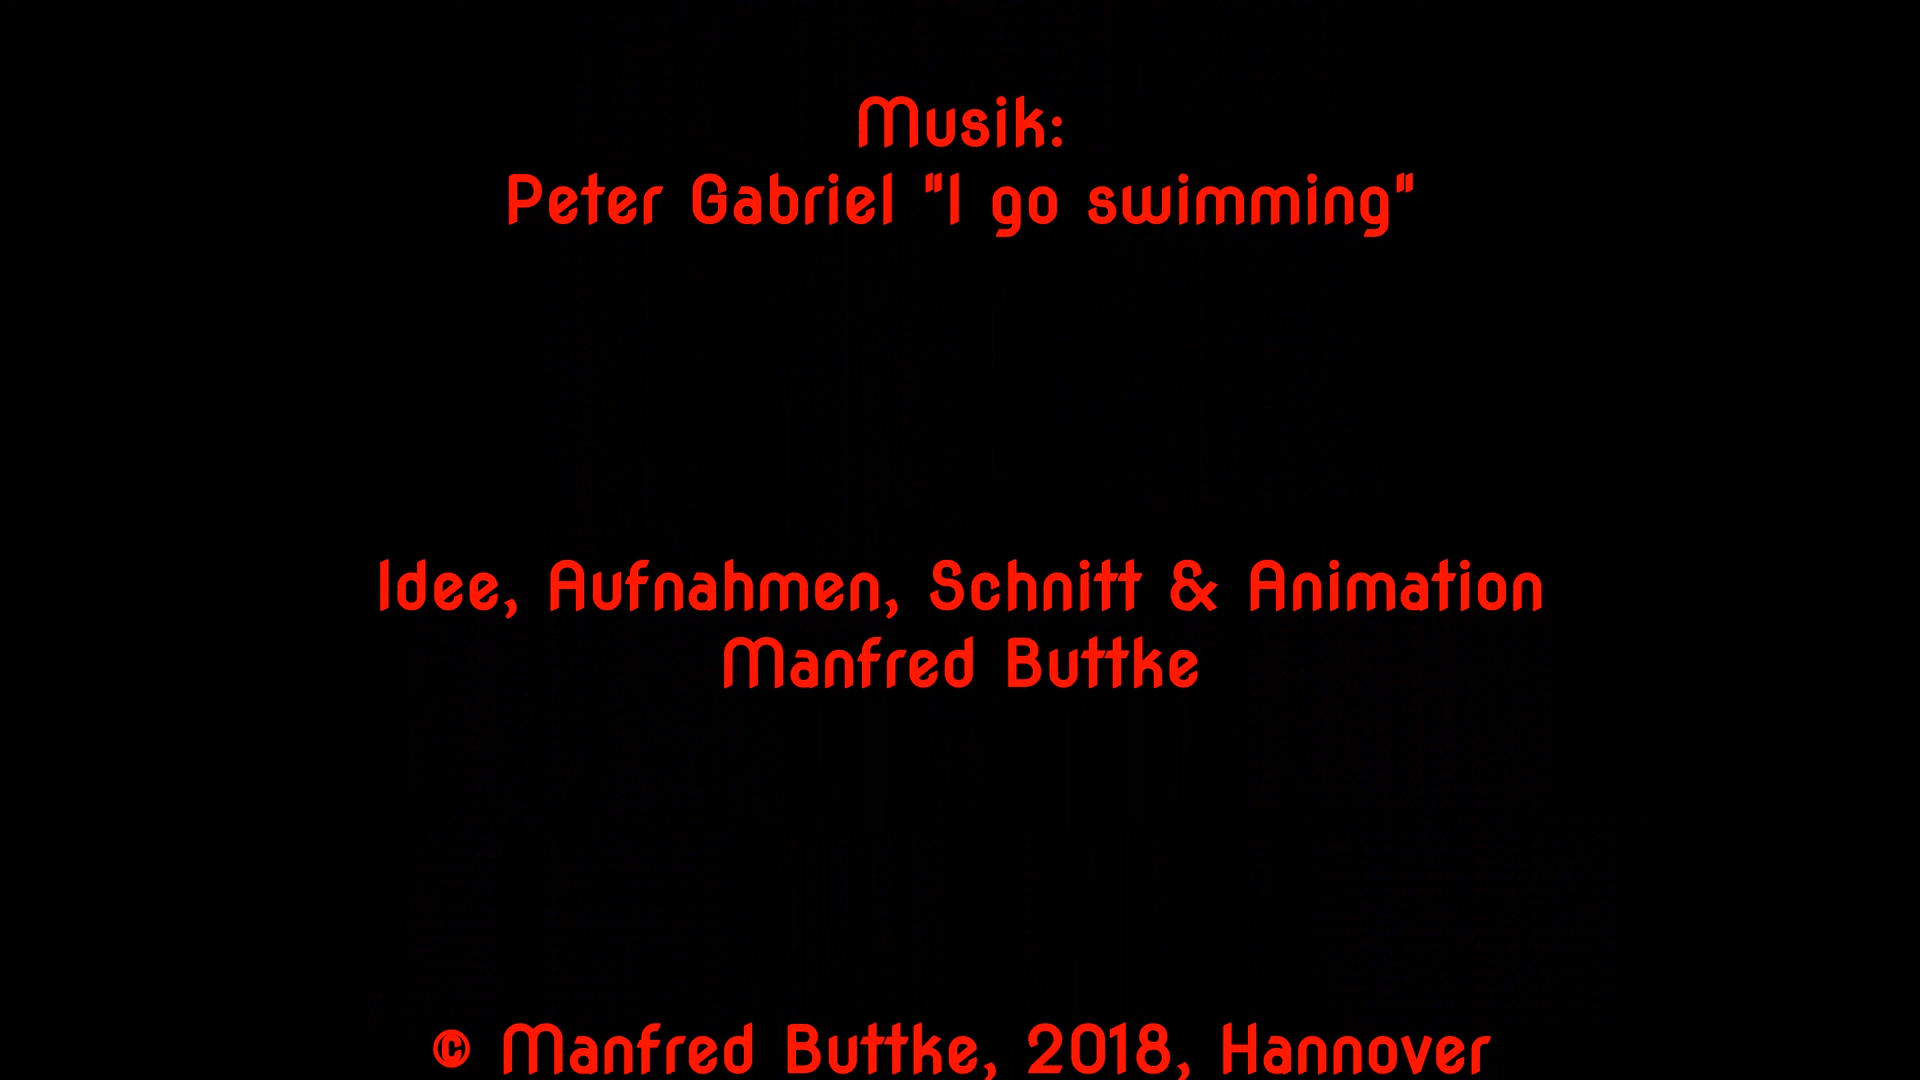 Musik:
Peter Gabriel "I go swimming"
Idee, Aufnahmen, Schnitt & Animation
Manfred Buttke
© Manfred Buttke, 2018, Hannover